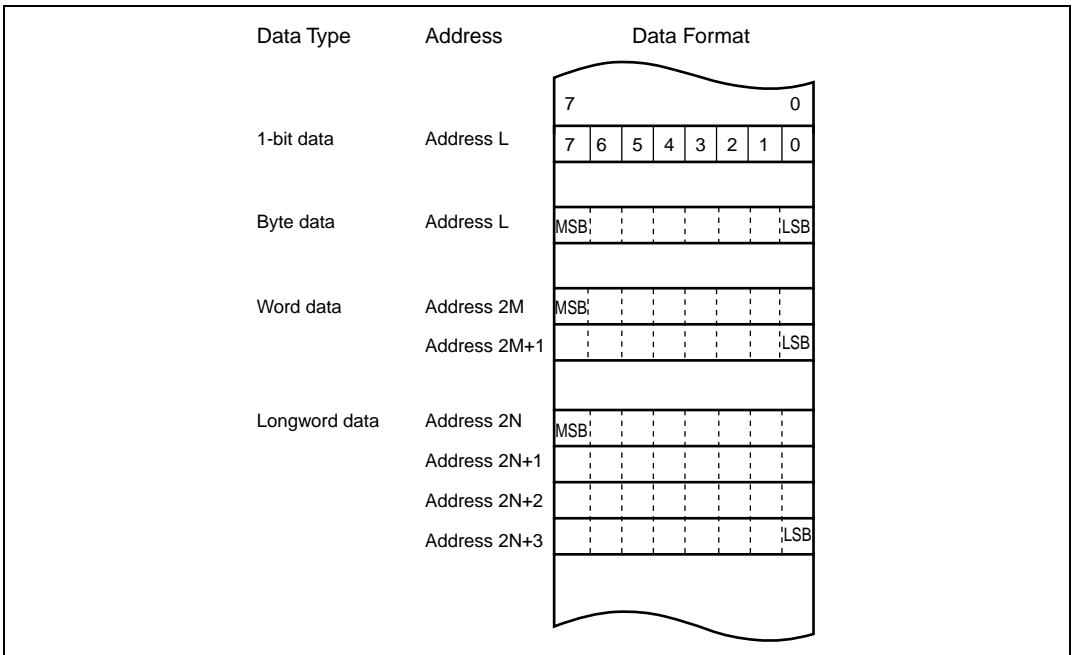 Data Type Address Data Format
7 0
1-bit data Address L 7 6 5 4 3 2 1 0
Byte data Address L MSB LSB
Word data Address 2M MSB
Address 2M+1 LSB
Longword data Address 2N MSB
Address 2N+1
Address 2N+2
Address 2N+3 LSB